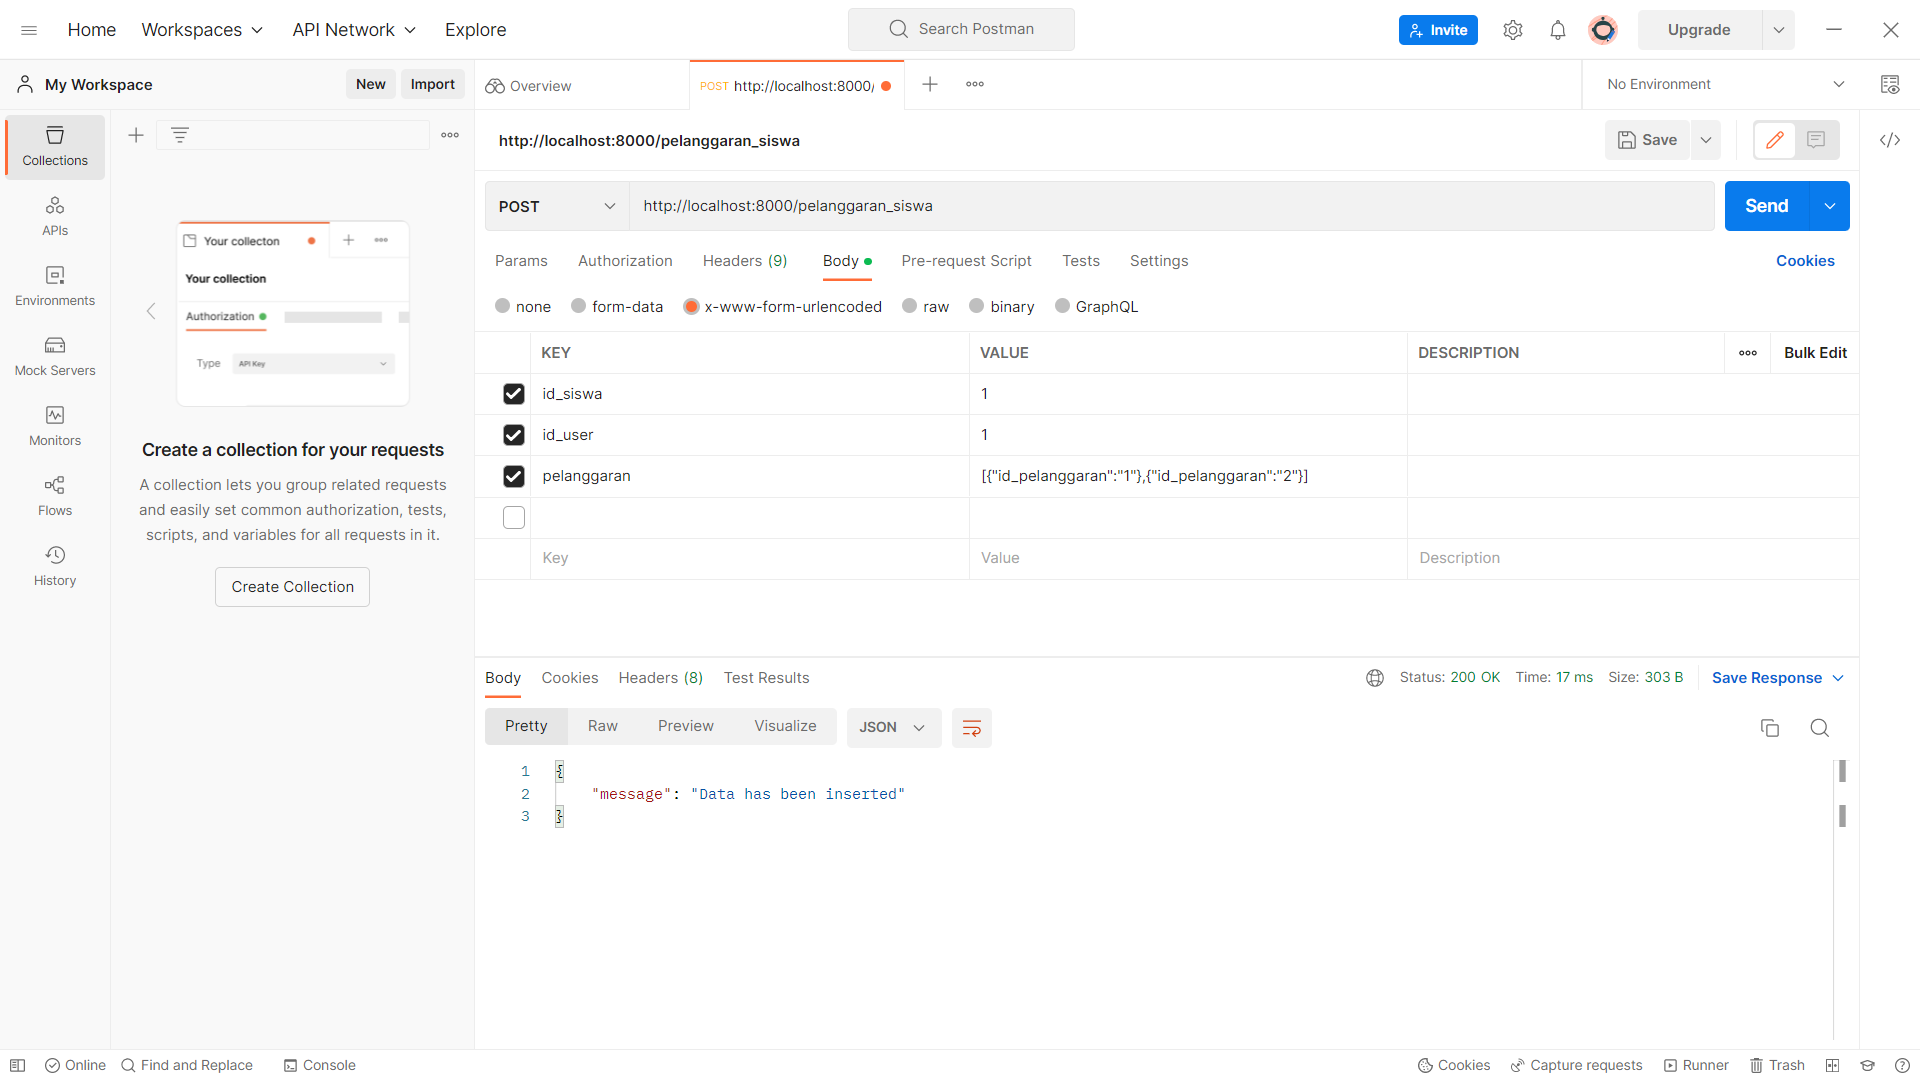 Home Workspaces API Network Explore Search Postman Invite Upgrade
My Workspace New Import Overview POST http://localhost:8000/ No Environment
Collections
APIs
Environments
Mock Servers
Monitors
Flows
History
Your collecton
Your collection
Authorization
Type API Key
Create a collection for your requests
A collection lets you group related requests
and easily set common authorization, tests,
scripts, and variables for all requests in it.
Create Collection
http://localhost:8000/pelanggaran_siswa Save
POST http://localhost:8000/pelanggaran_siswa Send
Params Authorization Headers (9) Body Pre-request Script Tests Settings Cookies
none form-data x-www-form-urlencoded raw binary GraphQL
KEY VALUE DESCRIPTION Bulk Edit
id_siswa 1
id_user 1
pelanggaran [{"id_pelanggaran":"1"},{"id_pelanggaran":"2"}]
Key Value Description
Body Cookies Headers (8) Test Results Status: 200 OK Time: 17 ms Size: 303 B Save Response
Pretty Raw Preview Visualize JSON
1 {
2 "message": "Data has been inserted"
3 }
Online Find and Replace Console Cookies Capture requests Runner Trash